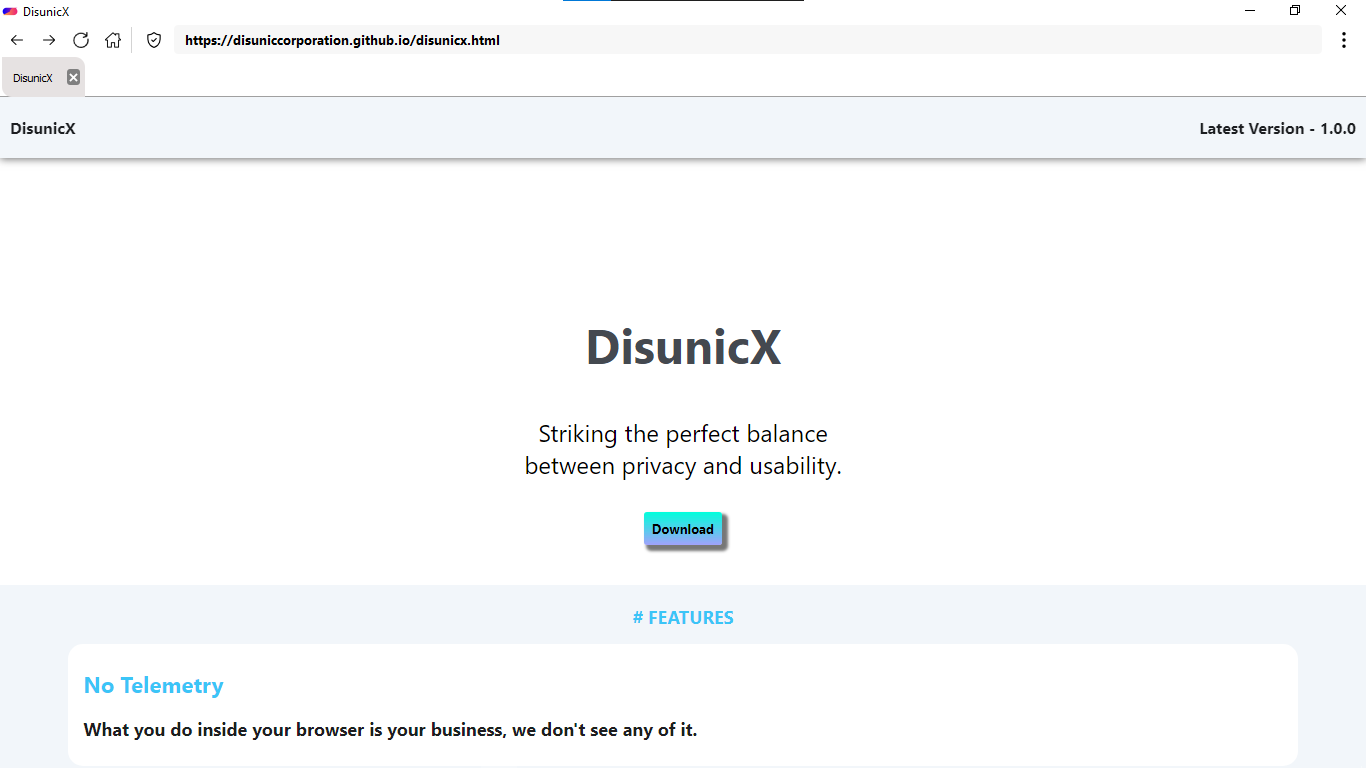 DisunicX
https://disuniccorporation.github.io/disunicx.html
DisunicX
DisunicX
Latest Version - 1.0.0
DisunicX
Striking the perfect balance
between privacy and usability.
Download
# FEATURES
No Telemetry
What you do inside your browser is your business, we don't see any of it.